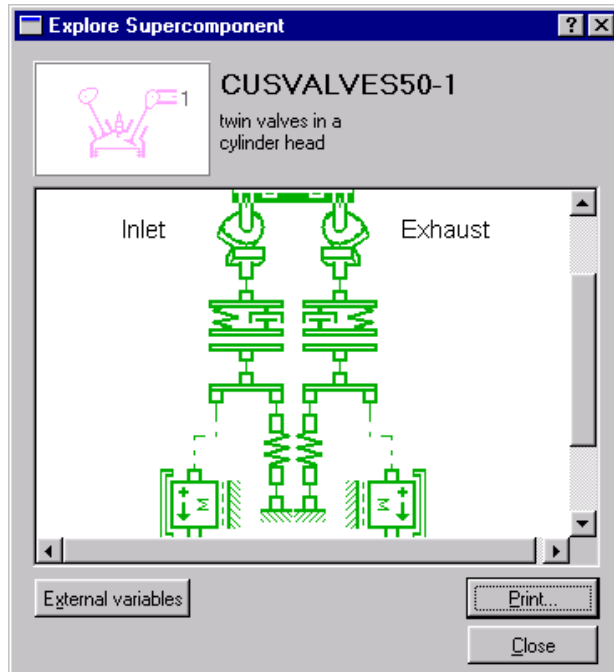 Explore Supercomponent
1
CUSVALVES50-1
twin valves in a
cylinder head
Inlet
Exhaust
M
M
External variables
Print...
Close